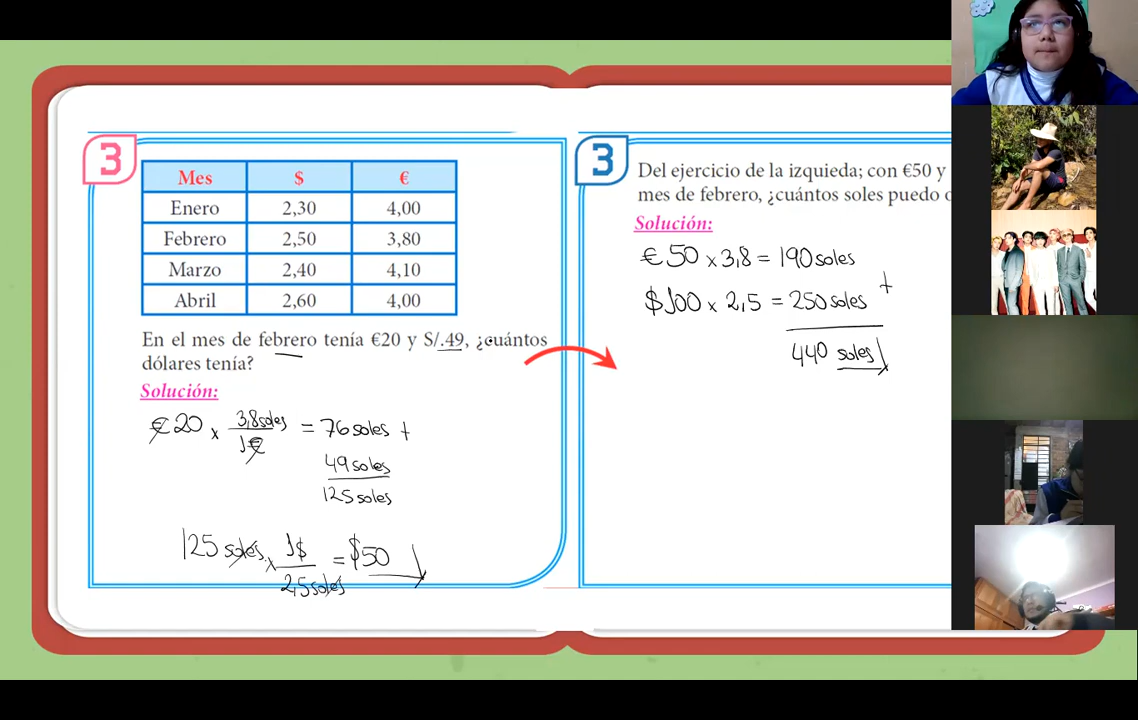 3
Mes $ €
Enero 2,30 4,00
Febrero 2,50 3,80
Marzo 2,40 4,10
Abril 2,60 4,00
En el mes de febrero tenía €20 y S/.49, ¿cuántos
dólares tenía?
Solución:
€20 x 3,8 soles / 1€ = 76 soles +
49 soles
125 soles
125 soles x 1$ / 2,5 soles = $50
3
Del ejercicio de la izquierda; con €50 y
mes de febrero, ¿cuántos soles puedo
Solución:
€50 x 3,8 = 190 soles
+
$100 x 2,5 = 250 soles
440 soles